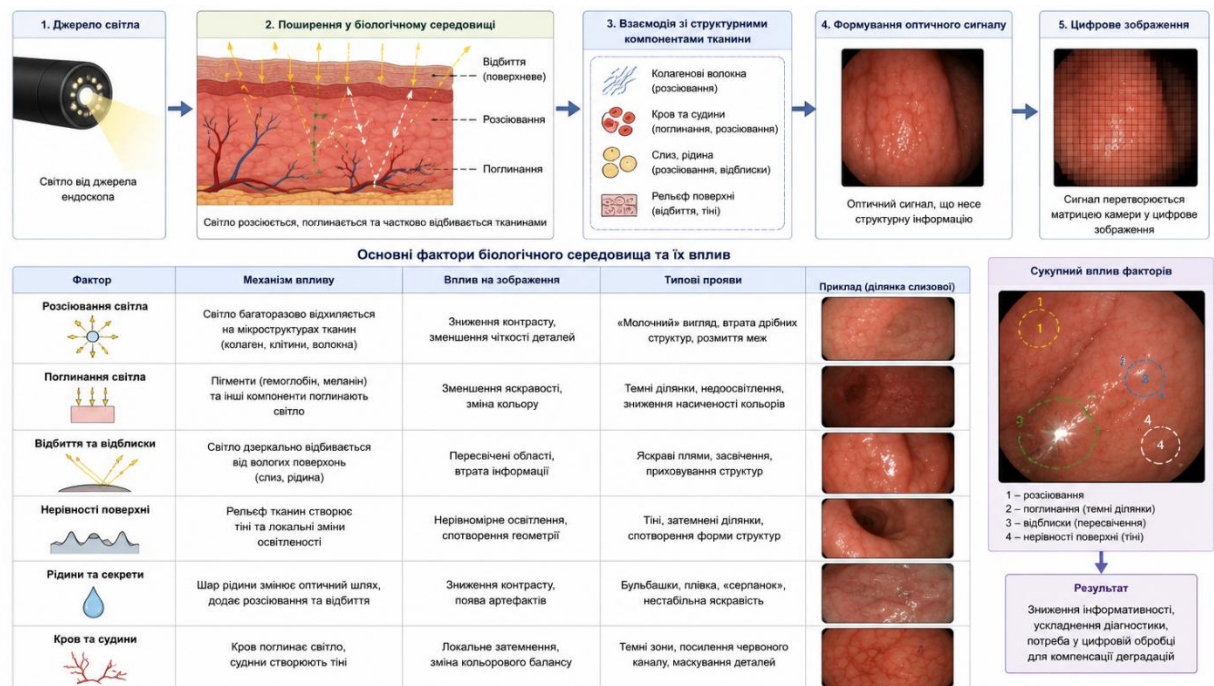 1. Джерело світла
Світло від джерела
ендоскопа
2. Поширення у біологічному середовищі
Відбиття
(поверхневе)
Розсіювання
Поглинання
Світло розсіюється, поглинається та частково відбивається тканинами
3. Взаємодія зі структурними
компонентами тканини
Колагенові волокна
(розсіювання)
Кров та судини
(поглинання, розсіювання)
Слиз, рідина
(розсіювання, відблиски)
Рельєф поверхні
(відбиття, тіні)
4. Формування оптичного сигналу
Оптичний сигнал, що несе
структурну інформацію
5. Цифрове зображення
Сигнал перетворюється
матрицею камери у цифрове
зображення
Основні фактори біологічного середовища та їх вплив
Фактор
Механізм впливу
Вплив на зображення
Типові прояви
Приклад (ділянка слизової)
Розсіювання світла
Світло багаторазово відхиляється
на мікроструктурах тканин
(колаген, клітини, волокна)
Зниження контрасту,
зменшення чіткості деталей
«Молочний» вигляд, втрата дрібних
структур, розмиття меж
Поглинання світла
Пігменти (гемоглобін, меланін)
та інші компоненти поглинають
світло
Зменшення яскравості,
зміна кольору
Темні ділянки, недоосвітлення,
зниження насиченості кольорів
Відбиття та відблиски
Світло дзеркально відбивається
від вологих поверхонь
(слиз, рідина)
Пересвічені області,
втрата інформації
Яскраві плями, засвічення,
приховування структур
Нерівності поверхні
Рельєф тканин створює
тіні та локальні зміни
освітленості
Нерівномірне освітлення,
спотворення геометрії
Тіні, затемнені ділянки,
спотворення форми структур
Рідини та секрети
Шар рідини змінює оптичний шлях,
додає розсіювання та відбиття
Зниження контрасту,
поява артефактів
Бульбашки, плівка, «серпанок»,
нестабільна яскравість
Кров та судини
Кров поглинає світло,
судини створюють тіні
Локальне затемнення,
зміна кольорового балансу
Темні зони, посилення червоного
каналу, маскування деталей
Сукупний вплив факторів
1
1
3
4
4
1 – розсіювання
2 – поглинання (темні ділянки)
3 – відблиски (пересвічення)
4 – нерівності поверхні (тіні)
Результат
Зниження інформативності,
ускладнення діагностики,
потреба у цифровій обробці
для компенсації деградацій